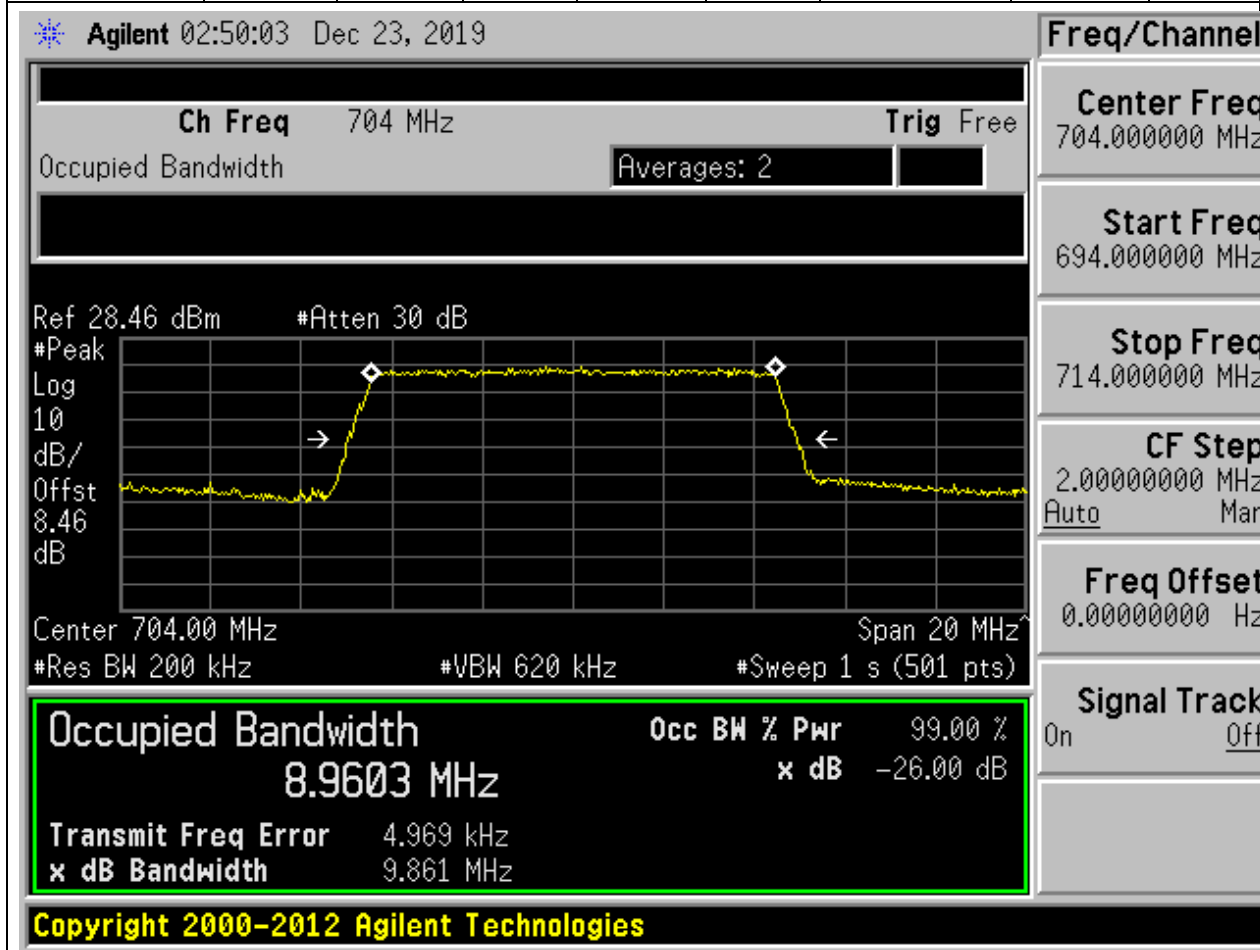 Agilent 02:50:03 Dec 23, 2019
Ch Freq 704 MHz Trig Free
Occupied Bandwidth Averages: 2
Ref 28.46 dBm #Atten 30 dB
#Peak
Log
10
dB/
Offst
8.46
dB
Center 704.00 MHz Span 20 MHz^
#Res BW 200 kHz #VBW 620 kHz #Sweep 1 s (501 pts)
Occupied Bandwidth Occ BW % Pwr 99.00 %
8.9603 MHz x dB -26.00 dB
Transmit Freq Error 4.969 kHz
x dB Bandwidth 9.861 MHz
Copyright 2000-2012 Agilent Technologies
Freq/Channel
Center Freq
704.000000 MHz
Start Freq
694.000000 MHz
Stop Freq
714.000000 MHz
CF Step
2.00000000 MHz
Auto Man
Freq Offset
0.00000000 Hz
Signal Track
On Off